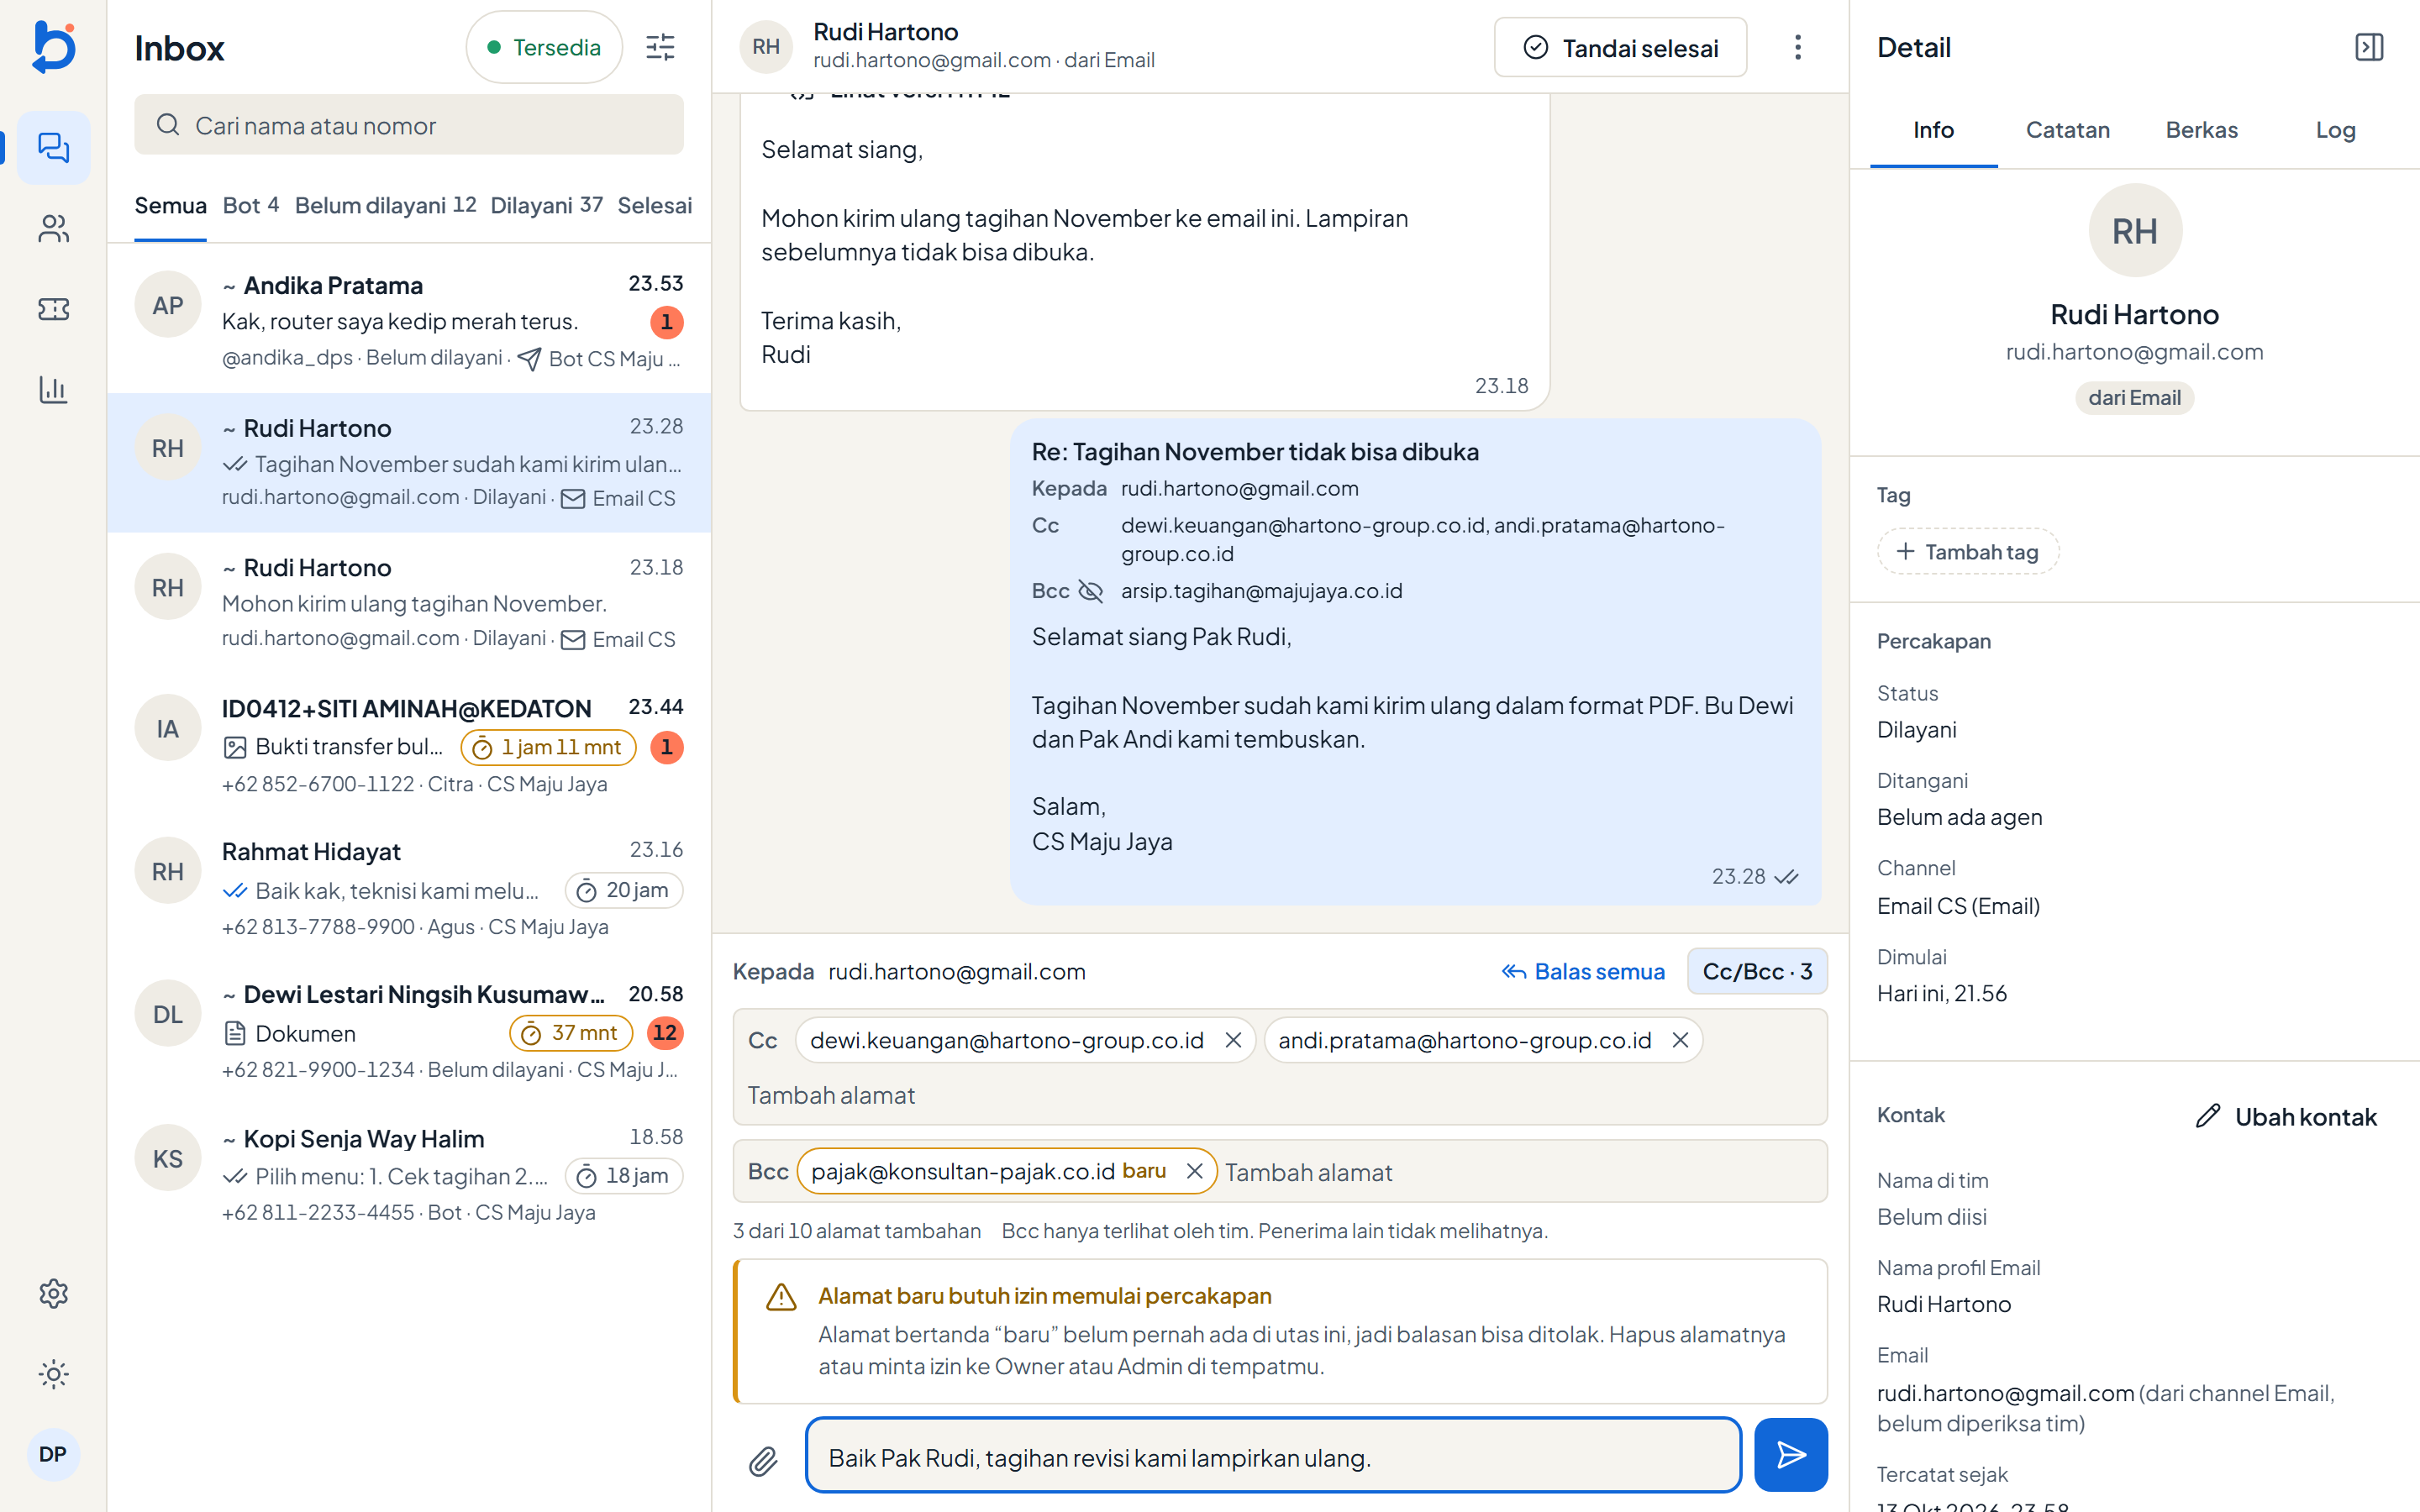 Inbox
Tersedia
Cari nama atau nomor
Semua
Bot 4
Belum dilayani 12
Dilayani 37
Selesai
AP
~ Andika Pratama
23.53
Kak, router saya kedip merah terus.
1
@andika_dps · Belum dilayani · Bot CS Maju ...
RH
~ Rudi Hartono
23.28
Tagihan November sudah kami kirim ulan...
rudi.hartono@gmail.com · Dilayani · Email CS
RH
~ Rudi Hartono
23.18
Mohon kirim ulang tagihan November.
rudi.hartono@gmail.com · Dilayani · Email CS
IA
ID0412+SITI AMINAH@KEDATON
23.44
Bukti transfer bul...
1 jam 11 mnt
1
+62 852-6700-1122 · Citra · CS Maju Jaya
RH
Rahmat Hidayat
23.16
Baik kak, teknisi kami melu...
20 jam
+62 813-7788-9900 · Agus · CS Maju Jaya
DL
~ Dewi Lestari Ningsih Kusumaw...
20.58
Dokumen
37 mnt
12
+62 821-9900-1234 · Belum dilayani · CS Maju J...
KS
~ Kopi Senja Way Halim
18.58
Pilih menu: 1. Cek tagihan 2....
18 jam
+62 811-2233-4455 · Bot · CS Maju Jaya
DP
RH
Rudi Hartono
rudi.hartono@gmail.com · dari Email
Tandai selesai
Selamat siang,
Mohon kirim ulang tagihan November ke email ini. Lampiran
sebelumnya tidak bisa dibuka.
Terima kasih,
Rudi
23.18
Re: Tagihan November tidak bisa dibuka
Kepada rudi.hartono@gmail.com
Cc dewi.keuangan@hartono-group.co.id, andi.pratama@hartono-
group.co.id
Bcc arsip.tagihan@majujaya.co.id
Selamat siang Pak Rudi,
Tagihan November sudah kami kirim ulang dalam format PDF. Bu Dewi
dan Pak Andi kami tembuskan.
Salam,
CS Maju Jaya
23.28
Kepada rudi.hartono@gmail.com
Balas semua
Cc/Bcc · 3
Cc dewi.keuangan@hartono-group.co.id andi.pratama@hartono-group.co.id
Tambah alamat
Bcc pajak@konsultan-pajak.co.id baru Tambah alamat
3 dari 10 alamat tambahan Bcc hanya terlihat oleh tim. Penerima lain tidak melihatnya.
Alamat baru butuh izin memulai percakapan
Alamat bertanda “baru” belum pernah ada di utas ini, jadi balasan bisa ditolak. Hapus alamatnya
atau minta izin ke Owner atau Admin di tempatmu.
Baik Pak Rudi, tagihan revisi kami lampirkan ulang.
Detail
Info
Catatan
Berkas
Log
RH
Rudi Hartono
rudi.hartono@gmail.com
dari Email
Tag
Tambah tag
Percakapan
Status
Dilayani
Ditangani
Belum ada agen
Channel
Email CS (Email)
Dimulai
Hari ini, 21.56
Kontak
Ubah kontak
Nama di tim
Belum diisi
Nama profil Email
Rudi Hartono
Email
rudi.hartono@gmail.com (dari channel Email,
belum diperiksa tim)
Tercatat sejak